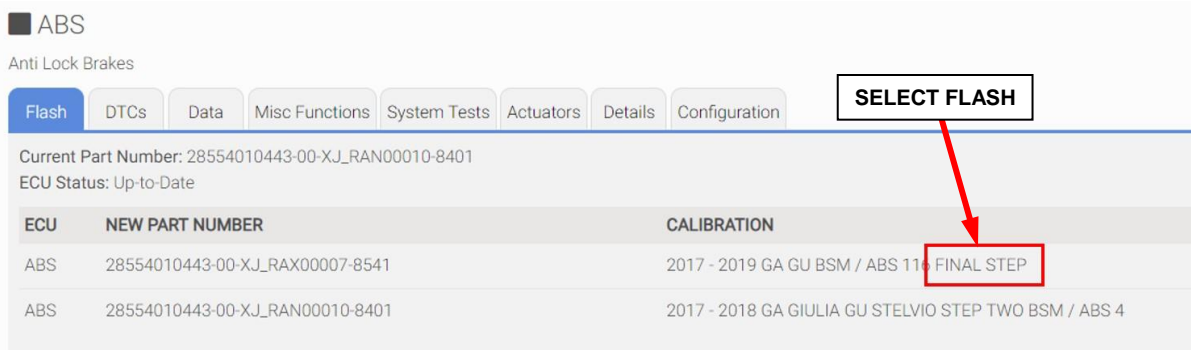 ABS
Anti Lock Brakes
Flash DTCs Data Misc Functions System Tests Actuators Details Configuration
SELECT FLASH
Current Part Number: 28554010443-00-XJ_RAN00010-8401
ECU Status: Up-to-Date
ECU NEW PART NUMBER CALIBRATION
ABS 28554010443-00-XJ_RAX00007-8541 2017 - 2019 GA GU BSM / ABS 116 FINAL STEP
ABS 28554010443-00-XJ_RAN00010-8401 2017 - 2018 GA GIULIA GU STELVIO STEP TWO BSM / ABS 4